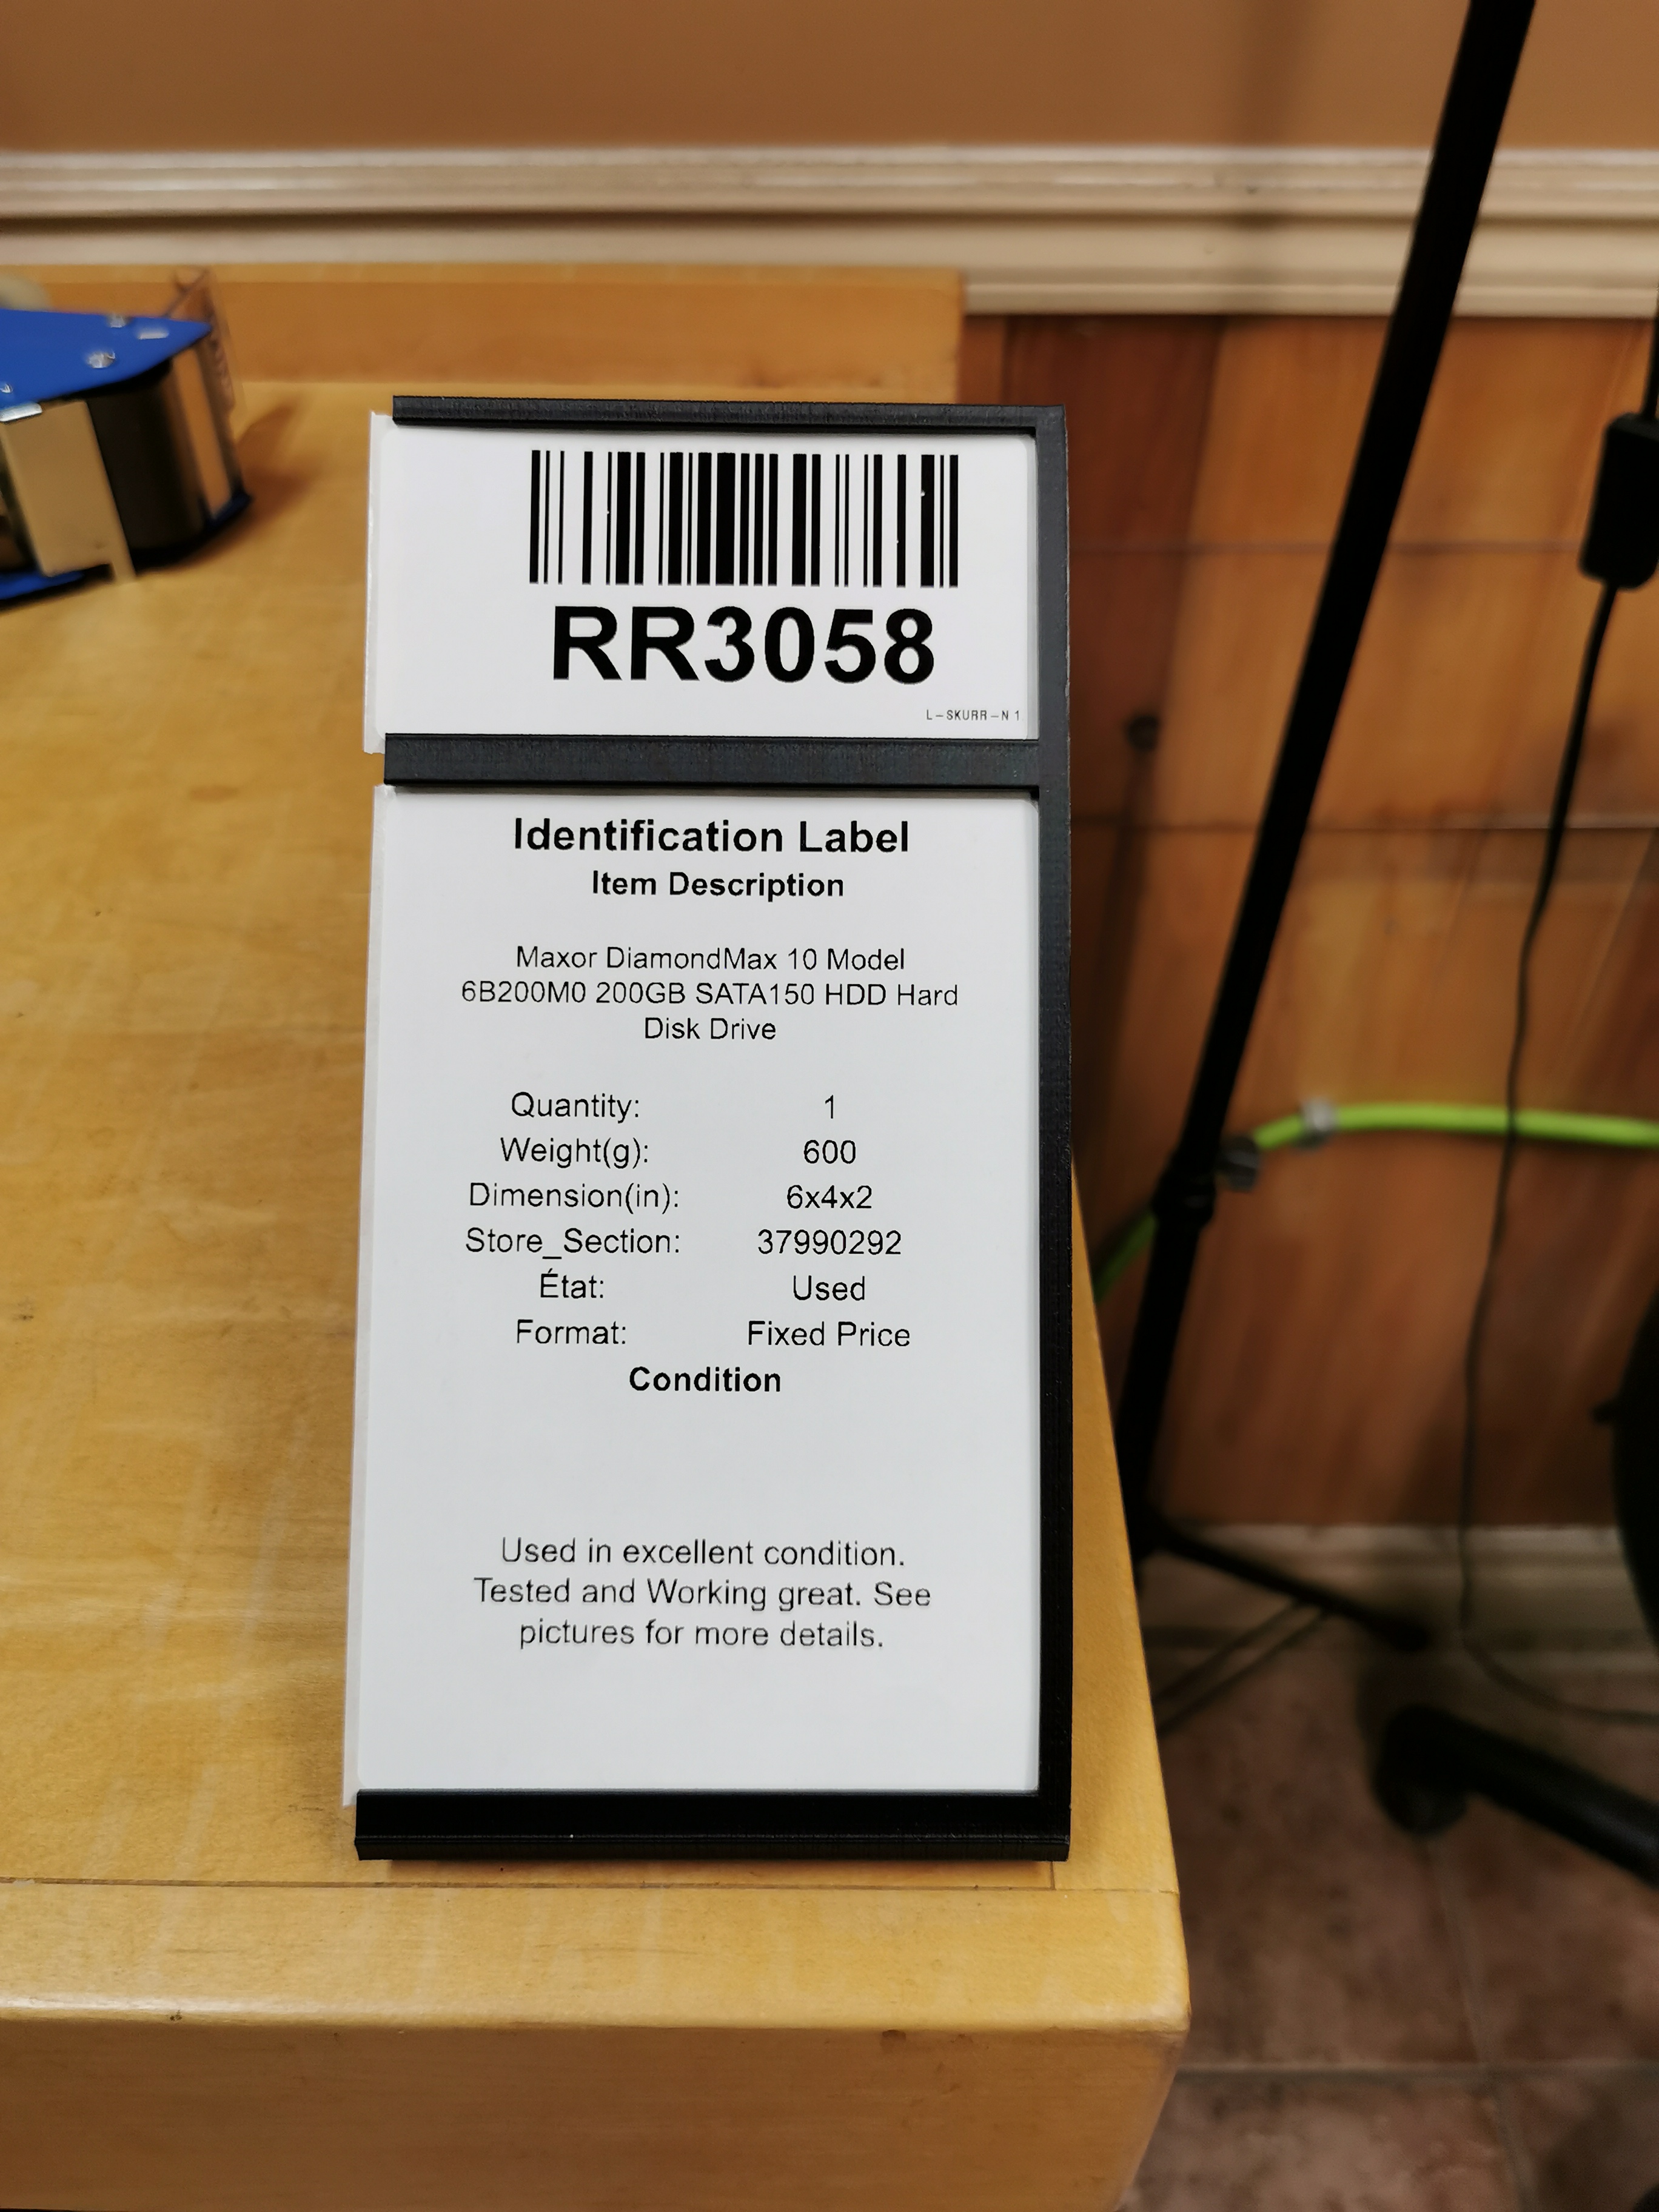 RR3058
L-SKURR-N 1
Identification Label
Item Description
Maxor DiamondMax 10 Model
6B200M0 200GB SATA150 HDD Hard
Disk Drive
Quantity: 1
Weight(g): 600
Dimension(in): 6x4x2
Store_Section: 37990292
État: Used
Format: Fixed Price
Condition
Used in excellent condition.
Tested and Working great. See
pictures for more details.